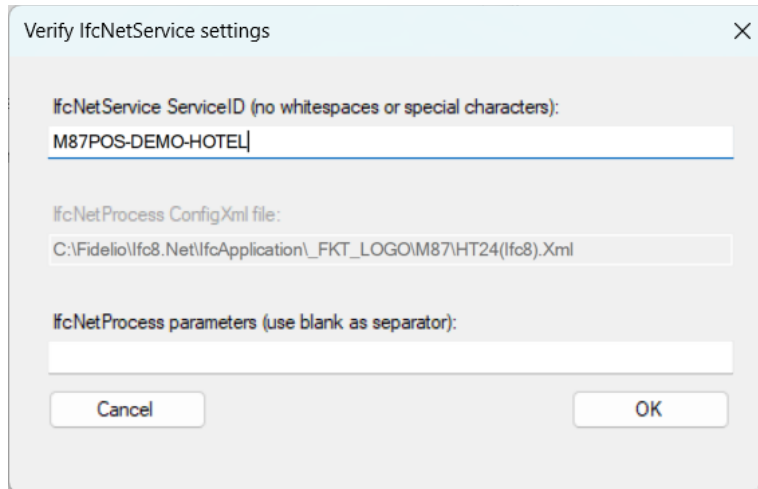 Verify IfcNetService settings
IfcNetService ServiceID (no whitespaces or special characters):
M87POS-DEMO-HOTEL
IfcNetProcess ConfigXml file:
C:\Fidelio\Ifc8.Net\IfcApplication\_FKT_LOGO\M87\HT24(Ifc8).Xml
IfcNetProcess parameters (use blank as separator):
Cancel OK